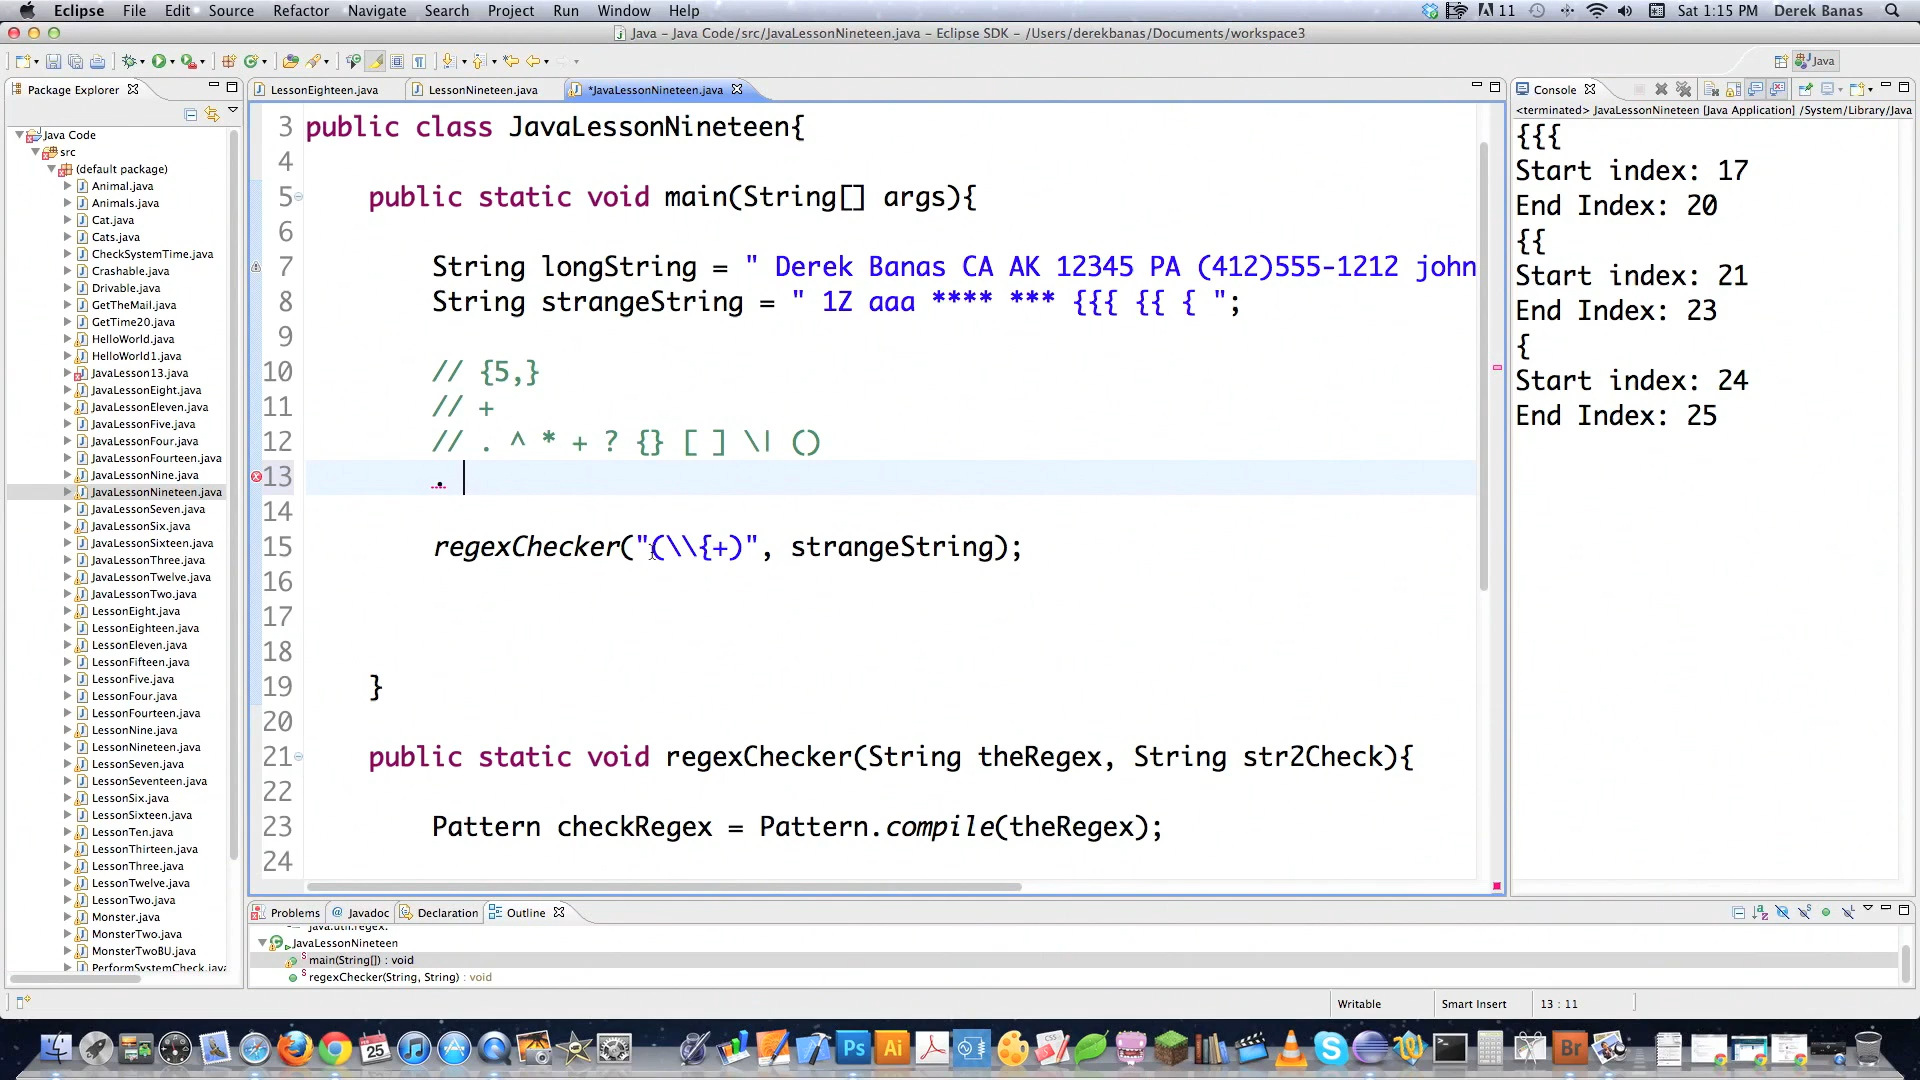 Eclipse File Edit Source Refactor Navigate Search Project Run Window Help 11 Sat 1:15 PM Derek Banas
Java – Java Code/src/JavaLessonNineteen.java – Eclipse SDK – /Users/derekbanas/Documents/workspace3
Java
Package Explorer
Java Code
src
(default package)
Animal.java
Animals.java
Cat.java
Cats.java
CheckSystemTime.java
Crashable.java
Drivable.java
GetTheMail.java
GetTime20.java
HelloWorld.java
HelloWorld1.java
JavaLesson13.java
JavaLessonEight.java
JavaLessonEleven.java
JavaLessonFive.java
JavaLessonFour.java
JavaLessonFourteen.java
JavaLessonNine.java
JavaLessonNineteen.java
JavaLessonSeven.java
JavaLessonSix.java
JavaLessonSixteen.java
JavaLessonThree.java
JavaLessonTwelve.java
JavaLessonTwo.java
LessonEight.java
LessonEighteen.java
LessonEleven.java
LessonFifteen.java
LessonFive.java
LessonFour.java
LessonFourteen.java
LessonNine.java
LessonNineteen.java
LessonSeven.java
LessonSeventeen.java
LessonSix.java
LessonSixteen.java
LessonTen.java
LessonThirteen.java
LessonThree.java
LessonTwelve.java
LessonTwo.java
Monster.java
MonsterTwo.java
MonsterTwoBU.java
PerformSystemCheck.java
LessonEighteen.java LessonNineteen.java *JavaLessonNineteen.java
3 public class JavaLessonNineteen{
4
5 public static void main(String[] args){
6
7 String longString = " Derek Banas CA AK 12345 PA (412)555-1212 john
8 String strangeString = " 1Z aaa **** *** {{{ {{ { ";
9
10 // {5,}
11 // +
12 // . ^ * + ? {} [ ] \| ()
13 .
14
15 regexChecker("(\\{+)", strangeString);
16
17
18
19 }
20
21 public static void regexChecker(String theRegex, String str2Check){
22
23 Pattern checkRegex = Pattern.compile(theRegex);
24
Console
<terminated> JavaLessonNineteen [Java Application] /System/Library/Java
{{{
Start index: 17
End Index: 20
{{
Start index: 21
End Index: 23
{
Start index: 24
End Index: 25
Problems @ Javadoc Declaration Outline
java.util.regex.
JavaLessonNineteen
main(String[]) : void
regexChecker(String, String) : void
Writable Smart Insert 13 : 11
25 Ps Ai CSS Br